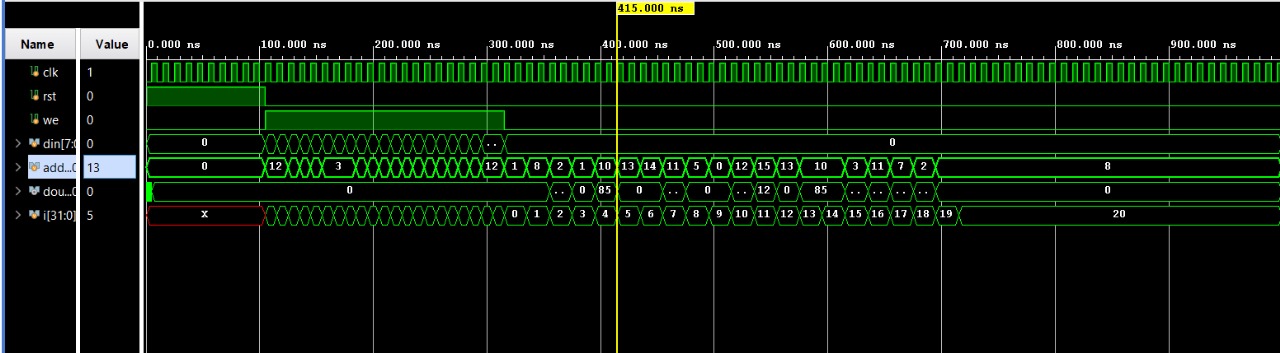 415.000 ns
Name Value 0.000 ns 100.000 ns 200.000 ns 300.000 ns 400.000 ns 500.000 ns 600.000 ns 700.000 ns 800.000 ns 900.000 ns
clk 1
rst 0
we 0
din[7:0 0 0 .. 0
add...0 13 0 12 3 12 1 8 2 1 10 13 14 11 5 0 12 15 13 10 3 11 7 2 8
dou...0 0 0 .. 0 85 0 .. 0 .. 12 0 85 .. .. .. .. 0
i[31:0] 5 X 0 1 2 3 4 5 6 7 8 9 10 11 12 13 14 15 16 17 18 19 20